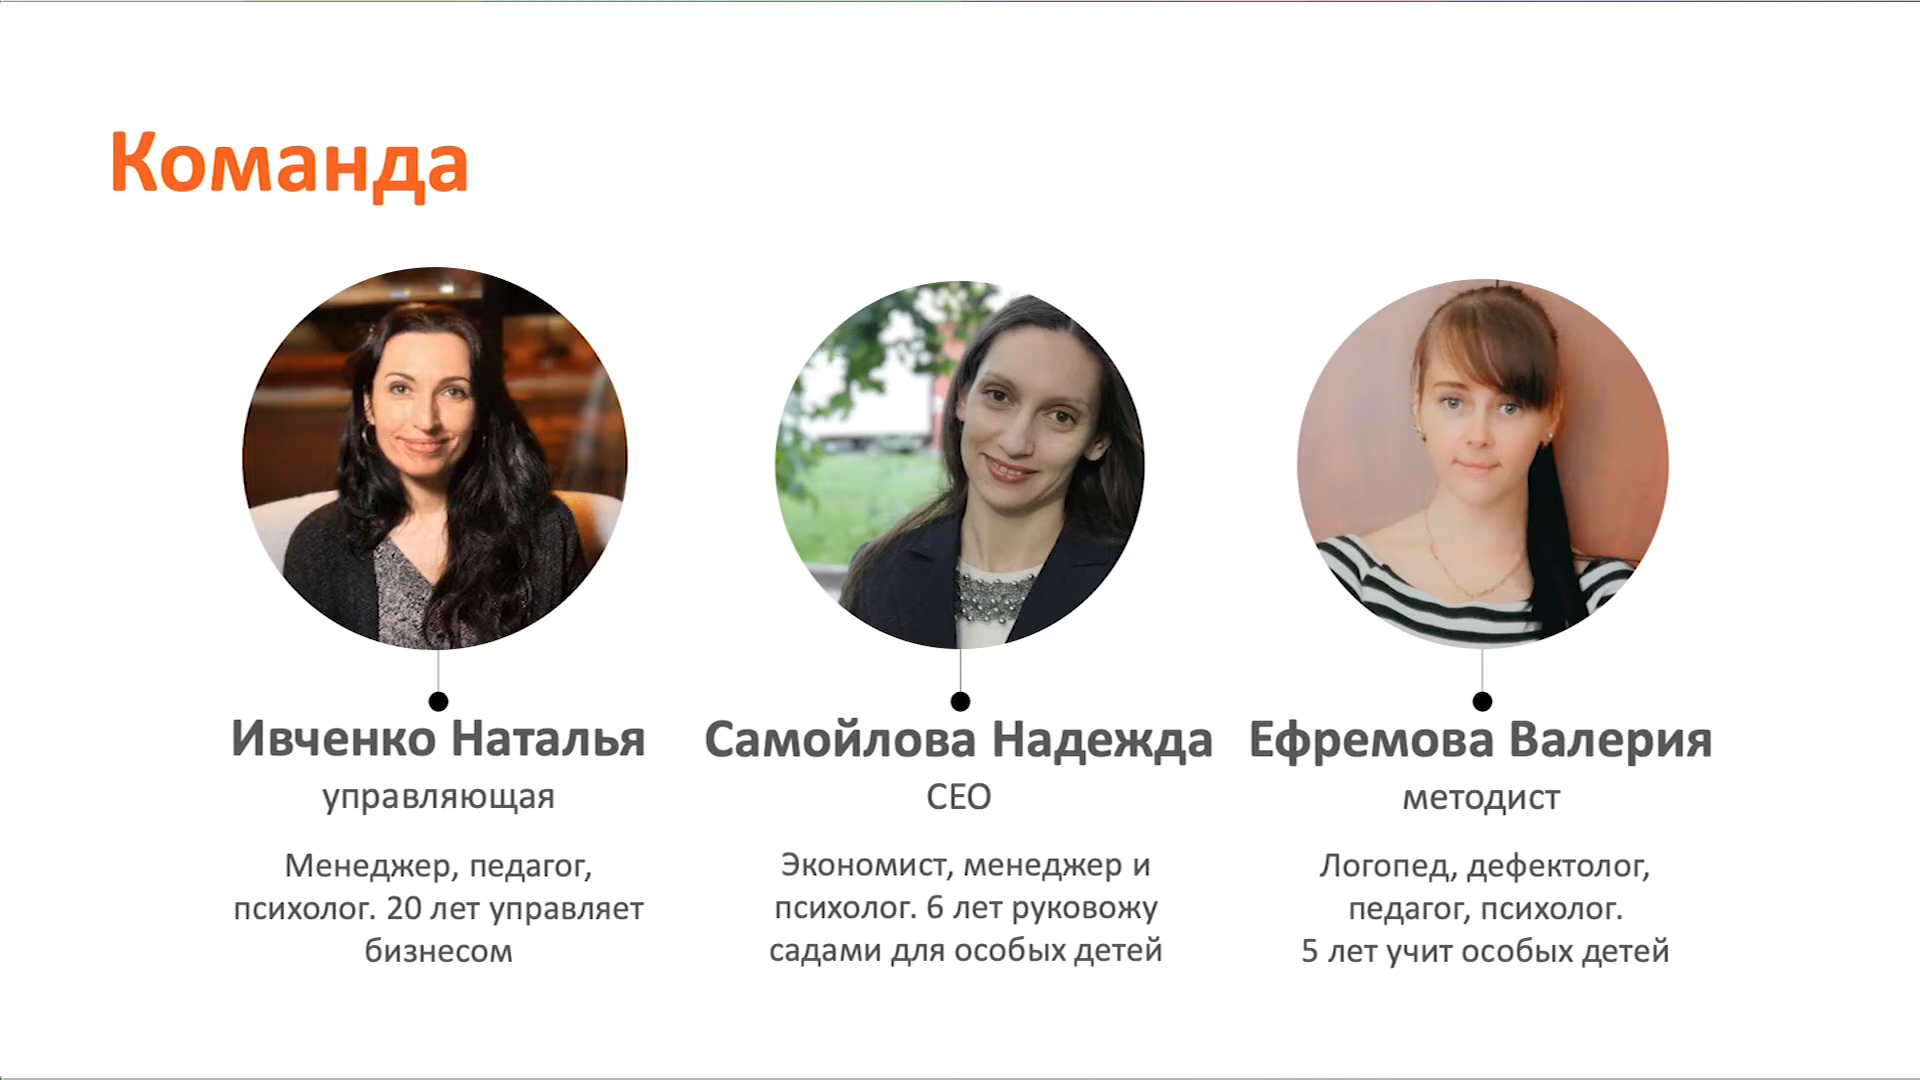 Команда
Ивченко Наталья
управляющая
Менеджер, педагог,
психолог. 20 лет управляет
бизнесом
Самойлова Надежда
CEO
Экономист, менеджер и
психолог. 6 лет руковожу
садами для особых детей
Ефремова Валерия
методист
Логопед, дефектолог,
педагог, психолог.
5 лет учит особых детей